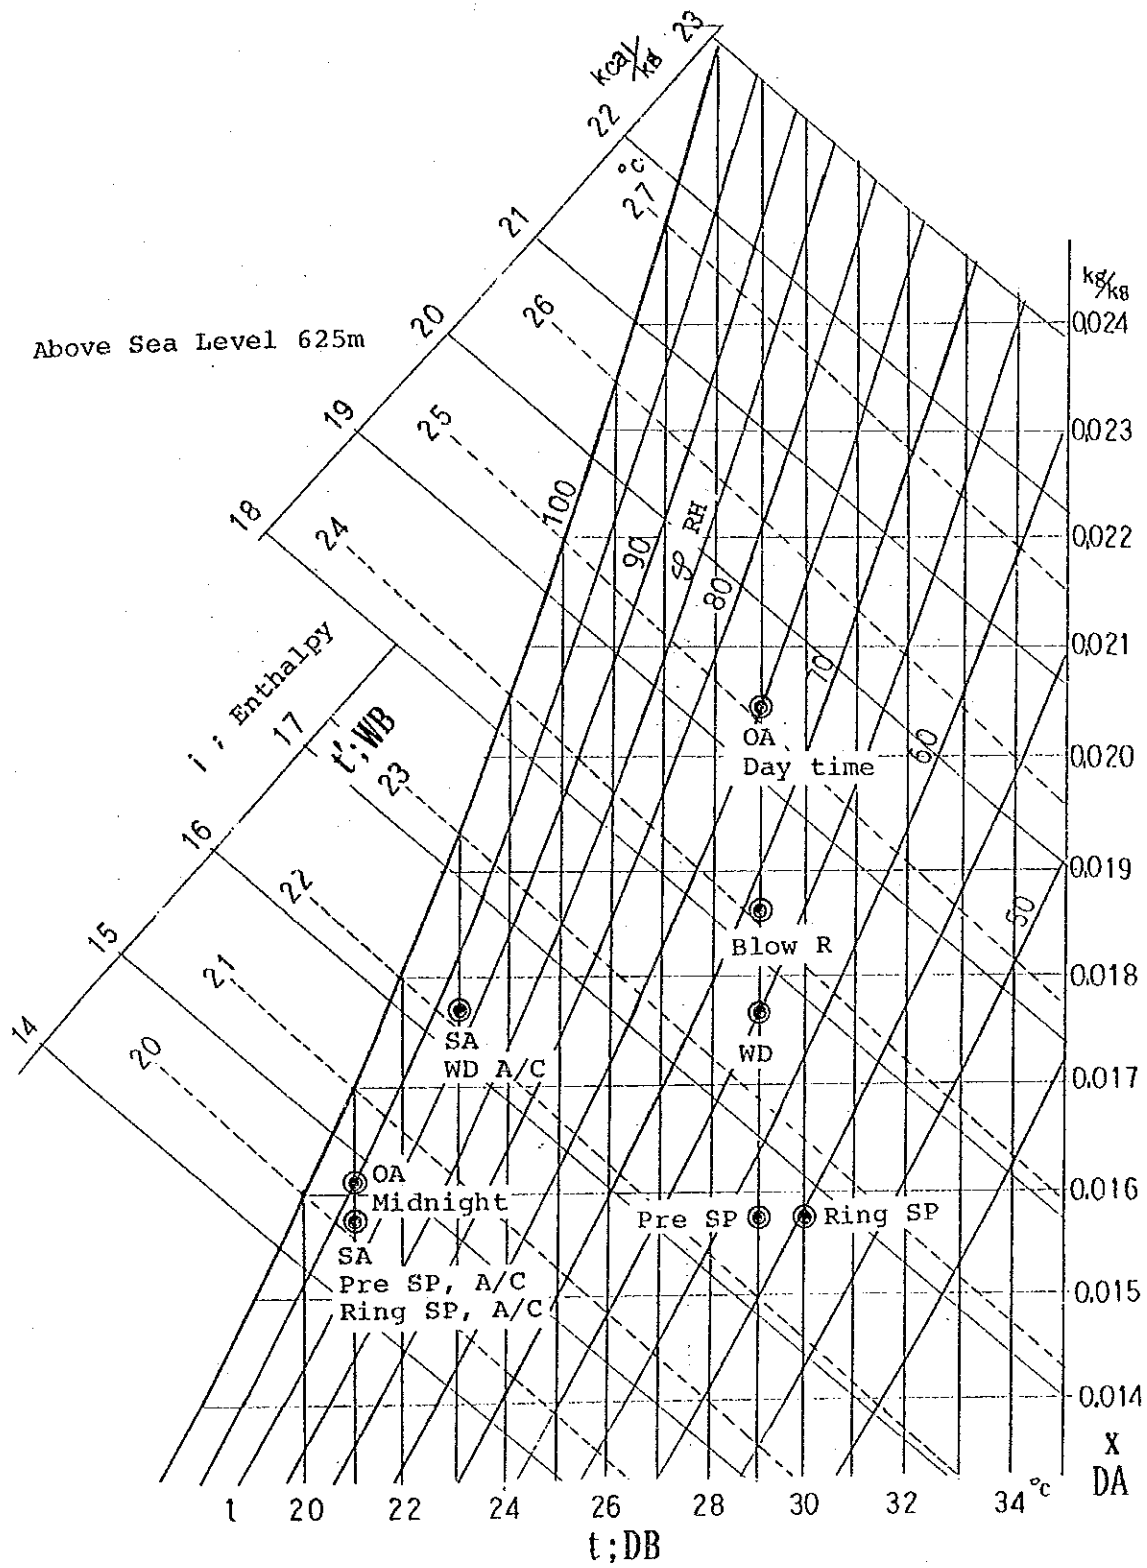 kcal/kg
23
22
21
20
19
18
17
16
15
14
i ; Enthalpy
°C
27
26
25
24
23
22
21
20
t';WB
Above Sea Level 625m
100
90
φ RH
80
70
60
50
kg/kg
0.024
0.023
0.022
0.021
0.020
0.019
0.018
0.017
0.016
0.015
0.014
x
DA
OA
Day time
Blow R
WD
SA
WD A/C
OA
Midnight
SA
Pre SP, A/C
Ring SP, A/C
Pre SP
Ring SP
20 22 24 26 28 30 32 34 °C
t;DB